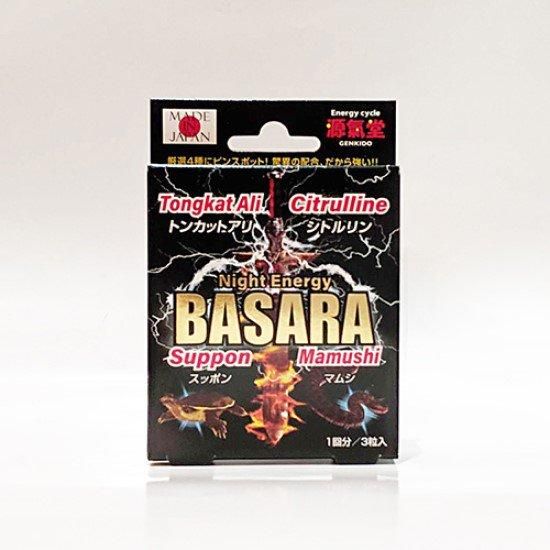 MADE
IN
JAPAN
Energy cycle
源氣堂
GENKIDO
厳選4種にピンスポット!驚異の配合、だから強い!!
Tongkat Ali
トンカットアリ
Citrulline
シトルリン
Night Energy
BASARA
Suppon
スッポン
Mamushi
マムシ
1回分/3粒入